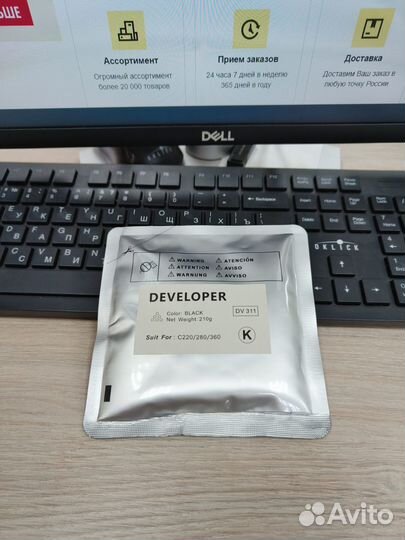 ЛЬШЕ
Ассортимент
Огромный ассортимент
более 20 000 товаров
Прием заказов
24 часа 7 дней в неделю
365 дней в году
Доставка
Доставим Ваш заказ в
любую точку России
DELL
OKLICK
WARNING
ATENCIÓN
ATTENTION
AVISO
WARNUNG
AVVISO
DEVELOPER
Color: BLACK
Net Weight: 210g
DV 311
Suit For: C220/280/360
K
Avito